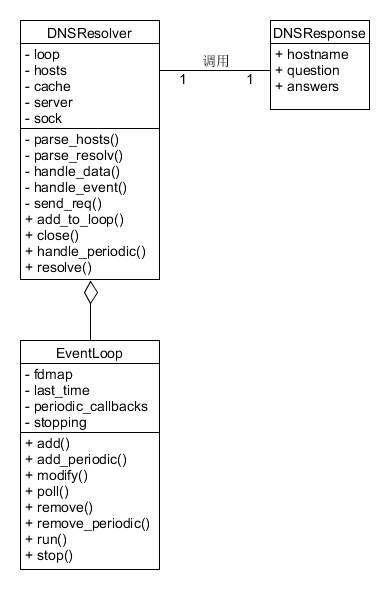 DNSResolver
- loop
- hosts
- cache
- server
- sock
- parse_hosts()
- parse_resolv()
- handle_data()
- handle_event()
- send_req()
+ add_to_loop()
+ close()
+ handle_periodic()
+ resolve()
调用
1
1
DNSResponse
+ hostname
+ question
+ answers
EventLoop
- fdmap
- last_time
- periodic_callbacks
- stopping
+ add()
+ add_periodic()
+ modify()
+ poll()
+ remove()
+ remove_periodic()
+ run()
+ stop()